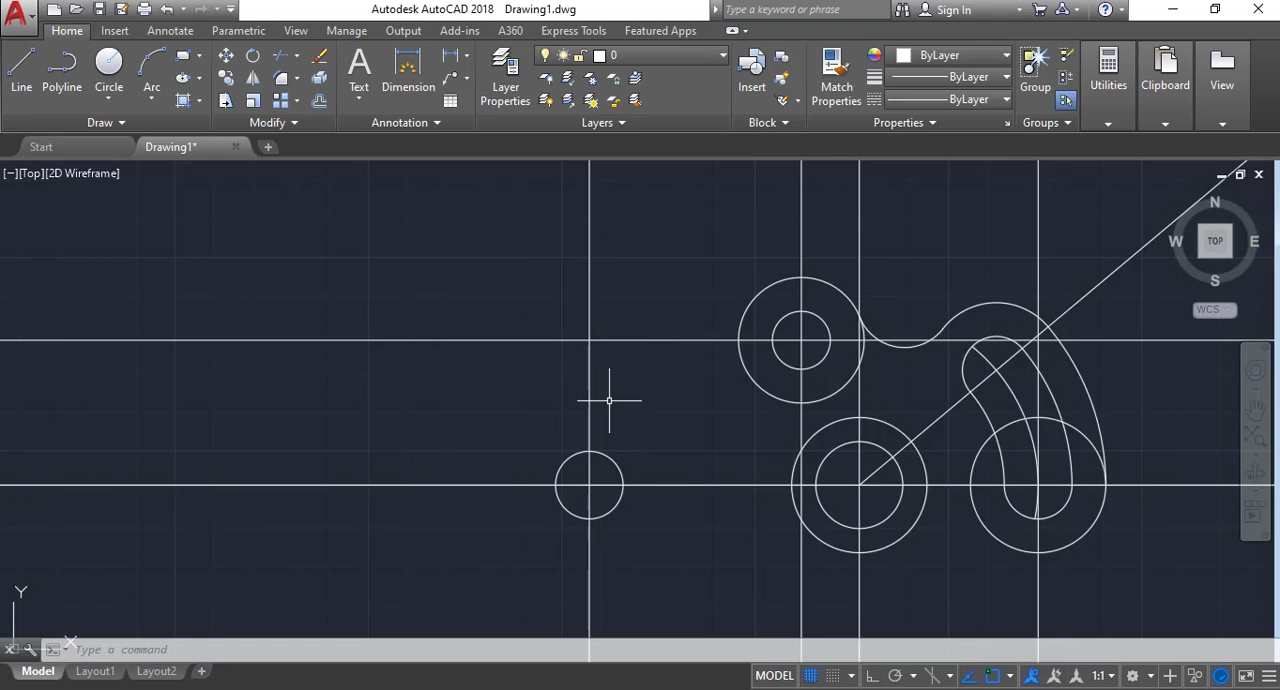 Autodesk AutoCAD 2018   Drawing1.dwg
Type a keyword or phrase
Sign In
Home Insert Annotate Parametric View Manage Output Add-ins A360 Express Tools Featured Apps
0
ByLayer
ByLayer
ByLayer
Line Polyline Circle Arc
Text Dimension
Layer Properties
Insert
Match Properties
Group
Utilities Clipboard View
Draw Modify Annotation Layers Block Properties Groups
Start Drawing1*
[−][Top][2D Wireframe]
N
W TOP E
S
WCS
Y
X
Type a command
Model Layout1 Layout2
MODEL 1:1